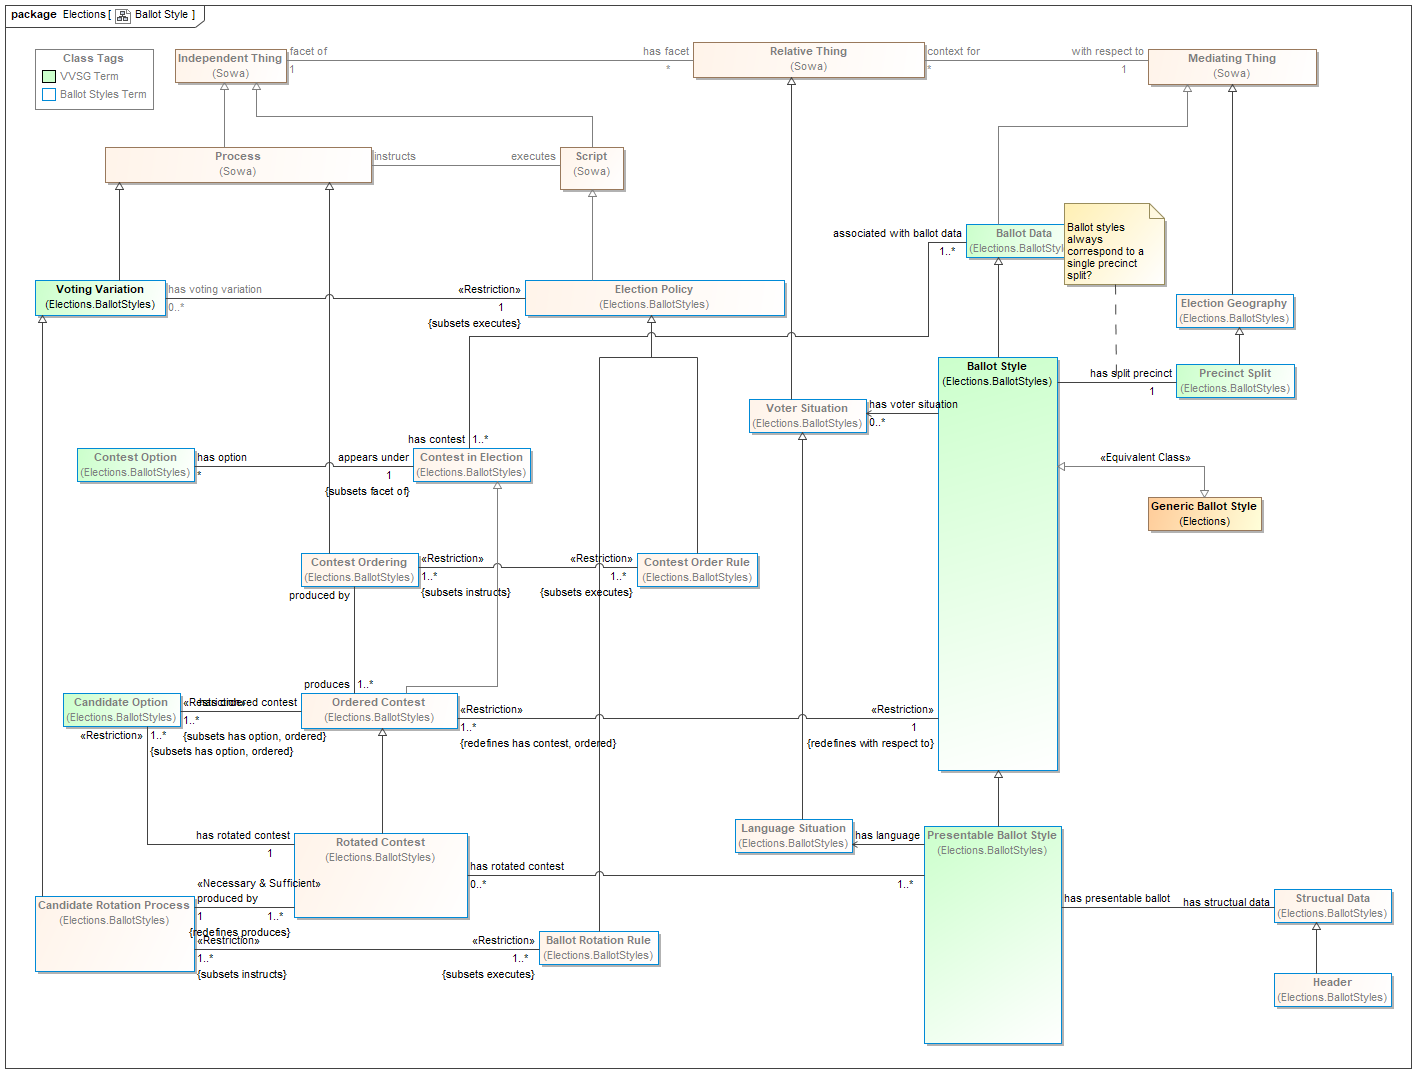 package Elections [ Ballot Style ]
Class Tags
VVSG Term
Ballot Styles Term
Independent Thing
(Sowa)
facet of
1
has facet
*
Relative Thing
(Sowa)
context for
*
with respect to
1
Mediating Thing
(Sowa)
Process
(Sowa)
instructs
executes
Script
(Sowa)
associated with ballot data
1..*
Ballot Data
(Elections.BallotStyl
Ballot styles
always
correspond to a
single precinct
split?
Voting Variation
(Elections.BallotStyles)
has voting variation
0..*
«Restriction»
1
{subsets executes}
Election Policy
(Elections.BallotStyles)
Election Geography
(Elections.BallotStyles)
Ballot Style
(Elections.BallotStyles)
has split precinct
1
Precinct Split
(Elections.BallotStyles)
Voter Situation
(Elections.BallotStyles)
has voter situation
0..*
has contest
1..*
Contest Option
(Elections.BallotStyles)
has option
*
appears under
1
{subsets facet of}
Contest in Election
(Elections.BallotStyles)
«Equivalent Class»
Generic Ballot Style
(Elections)
Contest Ordering
(Elections.BallotStyles)
«Restriction»
1..*
{subsets instructs}
«Restriction»
1..*
{subsets executes}
Contest Order Rule
(Elections.BallotStyles)
produced by
produces
1..*
Candidate Option
(Elections.BallotStyles)
«Restriction»
has ordered contest
1..*
{subsets has option, ordered}
Ordered Contest
(Elections.BallotStyles)
«Restriction»
1..*
{redefines has contest, ordered}
«Restriction»
1
{redefines with respect to}
«Restriction»
1..*
{subsets has option, ordered}
has rotated contest
1
Rotated Contest
(Elections.BallotStyles)
Language Situation
(Elections.BallotStyles)
has language
Presentable Ballot Style
(Elections.BallotStyles)
has rotated contest
0..*
1..*
«Necessary & Sufficient»
produced by
1
1..*
{redefines produces}
Candidate Rotation Process
(Elections.BallotStyles)
«Restriction»
1..*
{subsets instructs}
«Restriction»
1..*
{subsets executes}
Ballot Rotation Rule
(Elections.BallotStyles)
has presentable ballot
has structual data
Structual Data
(Elections.BallotStyles)
Header
(Elections.BallotStyles)